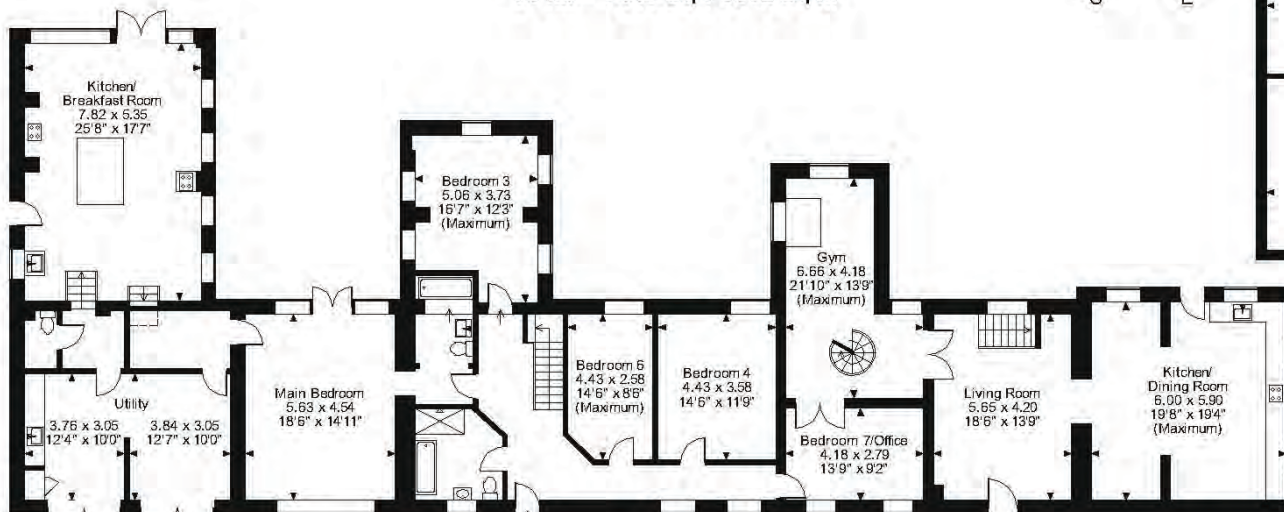 Kitchen/
Breakfast Room
7.82 x 5.35
25'8" x 17'7"
Bedroom 3
5.06 x 3.73
16'7" x 12'3"
(Maximum)
Gym
6.66 x 4.18
21'10" x 13'9"
(Maximum)
Utility
3.76 x 3.05
12'4" x 10'0"
3.84 x 3.05
12'7" x 10'0"
Main Bedroom
5.63 x 4.54
18'6" x 14'11"
Bedroom 6
4.43 x 2.58
14'6" x 8'6"
(Maximum)
Bedroom 4
4.43 x 3.58
14'6" x 11'9"
Bedroom 7/Office
4.18 x 2.79
13'9" x 9'2"
Living Room
5.65 x 4.20
18'6" x 13'9"
Kitchen/
Dining Room
6.00 x 5.90
19'8" x 19'4"
(Maximum)